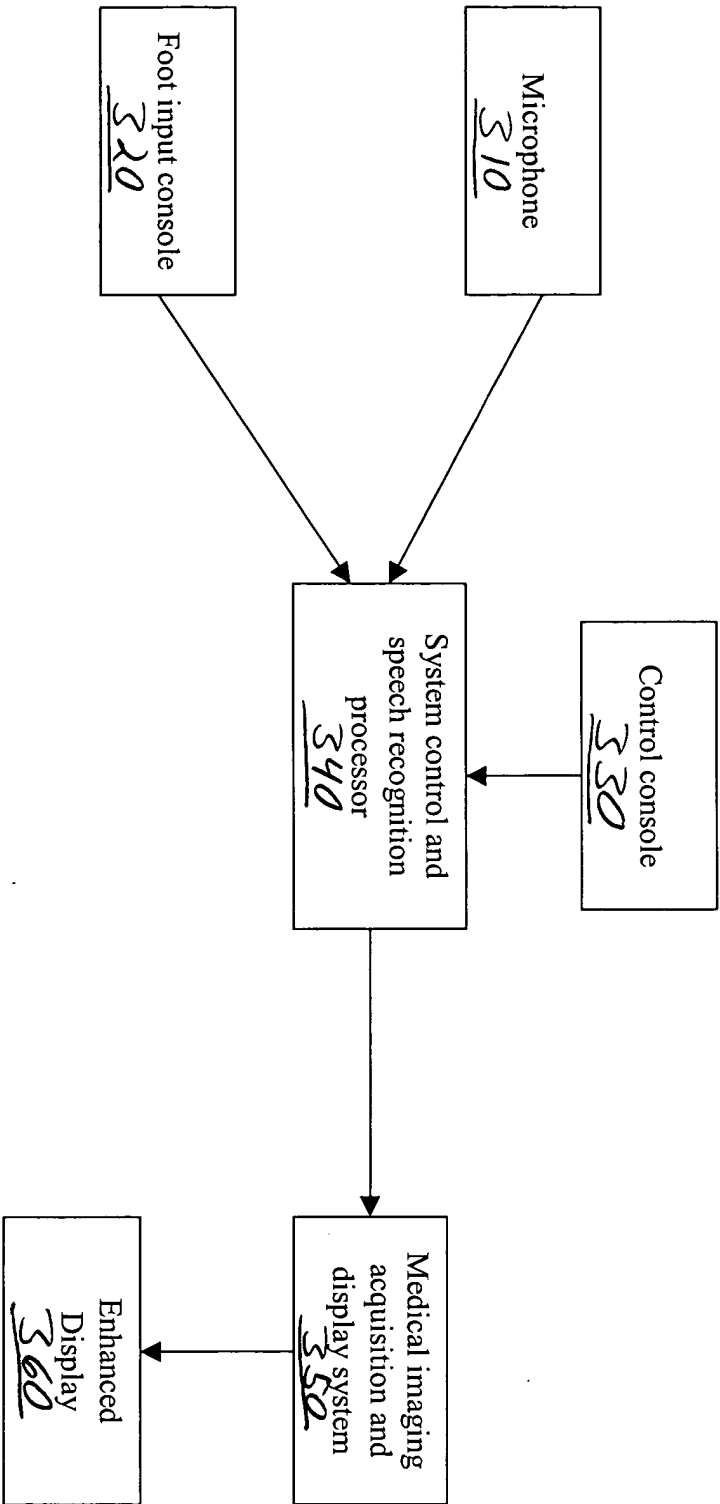 Microphone
310
Foot input console
320
Control console
330
System control and
speech recognition
processor
340
Medical imaging
acquisition and
display system
350
Enhanced
Display
360